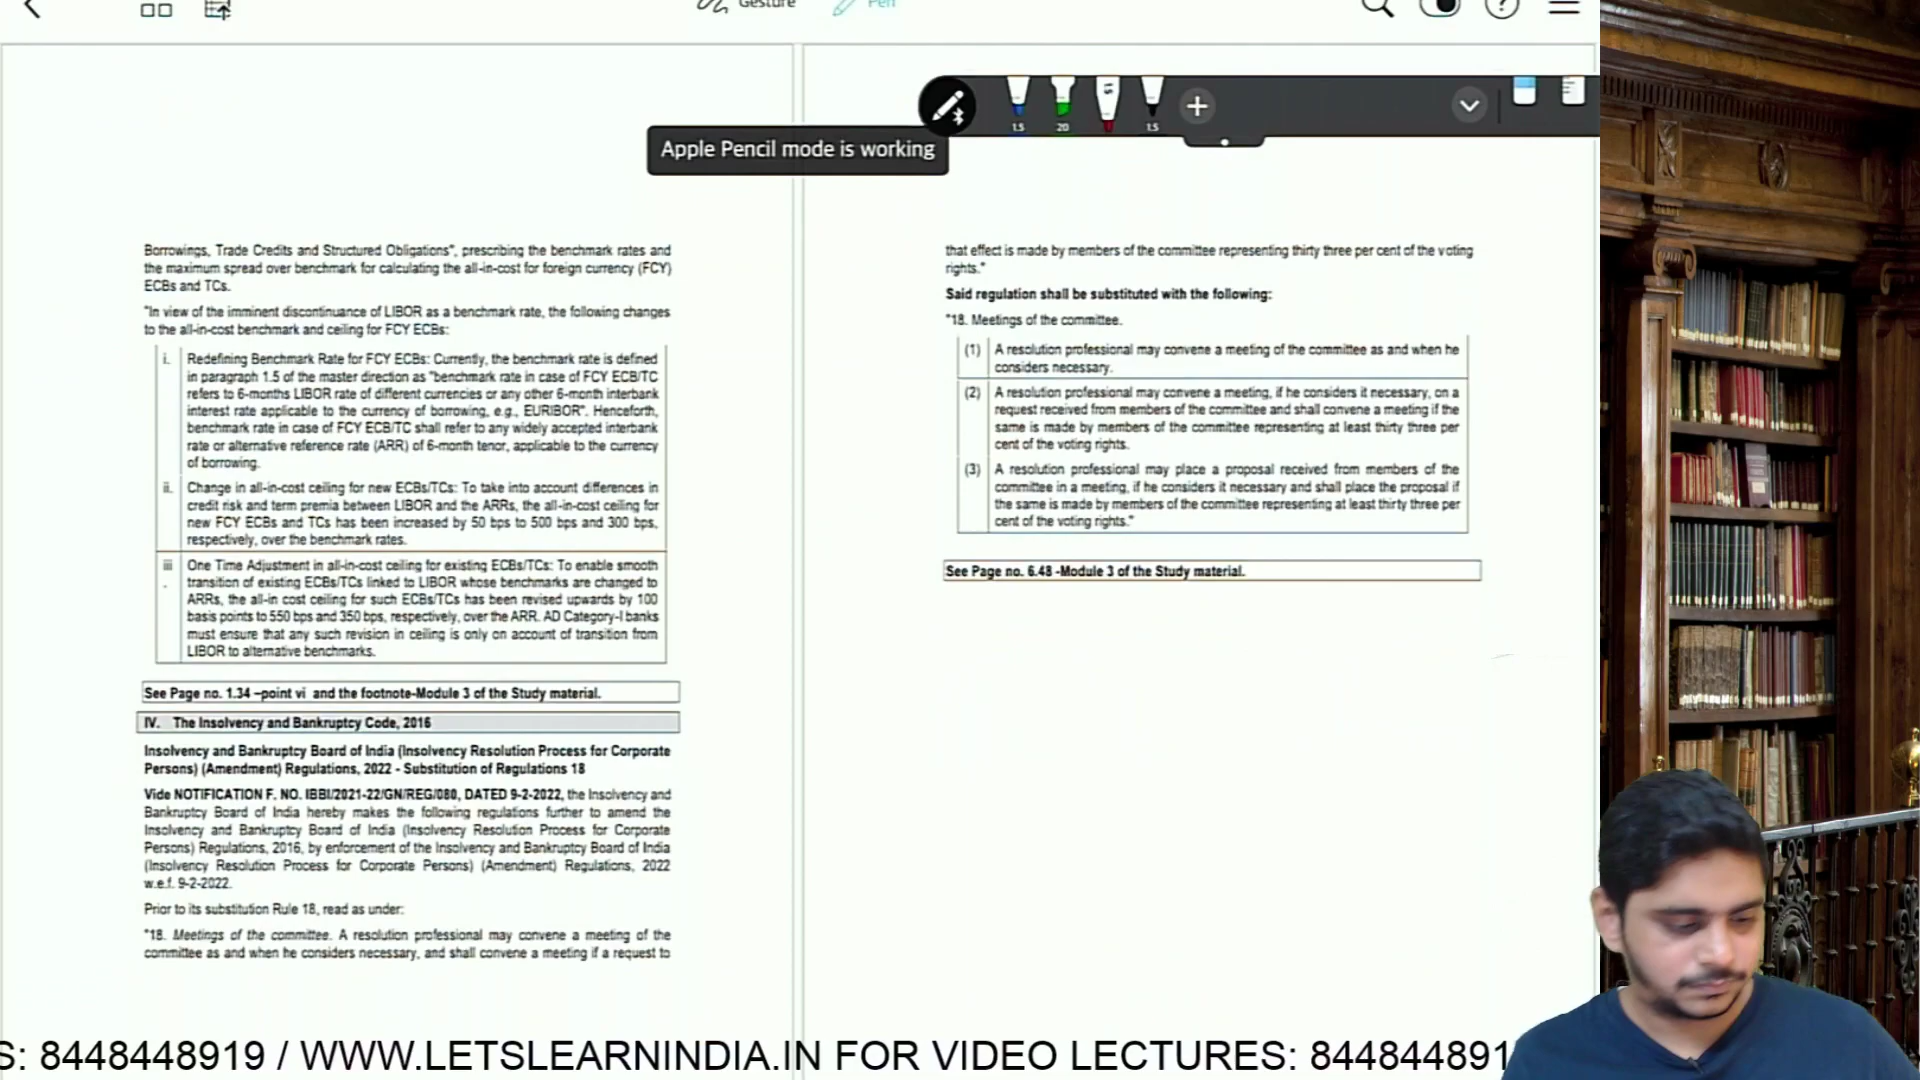 Gesture
Pen
1.5
20
1.5
1.5
Apple Pencil mode is working
Borrowings, Trade Credits and Structured Obligations", prescribing the benchmark rates and
the maximum spread over benchmark for calculating the all-in-cost for foreign currency (FCY)
ECBs and TCs.
"In view of the imminent discontinuance of LIBOR as a benchmark rate, the following changes
to the all-in-cost benchmark and ceiling for FCY ECBs:
i. Redefining Benchmark Rate for FCY ECBs: Currently, the benchmark rate is defined
in paragraph 1.5 of the master direction as "benchmark rate in case of FCY ECB/TC
refers to 6-months LIBOR rate of different currencies or any other 6-month interbank
interest rate applicable to the currency of borrowing, e.g., EURIBOR". Henceforth,
benchmark rate in case of FCY ECB/TC shall refer to any widely accepted interbank
rate or alternative reference rate (ARR) of 6-month tenor, applicable to the currency
of borrowing.
ii. Change in all-in-cost ceiling for new ECBs/TCs: To take into account differences in
credit risk and term premia between LIBOR and the ARRs, the all-in-cost ceiling for
new FCY ECBs and TCs has been increased by 50 bps to 500 bps and 300 bps,
respectively, over the benchmark rates.
iii. One Time Adjustment in all-in-cost ceiling for existing ECBs/TCs: To enable smooth
transition of existing ECBs/TCs linked to LIBOR whose benchmarks are changed to
ARRs, the all-in cost ceiling for such ECBs/TCs has been revised upwards by 100
basis points to 550 bps and 350 bps, respectively, over the ARR. AD Category-I banks
must ensure that any such revision in ceiling is only on account of transition from
LIBOR to alternative benchmarks.
See Page no. 1.34 –point vi and the footnote-Module 3 of the Study material.
IV. The Insolvency and Bankruptcy Code, 2016
Insolvency and Bankruptcy Board of India (Insolvency Resolution Process for Corporate
Persons) (Amendment) Regulations, 2022 - Substitution of Regulations 18
Vide NOTIFICATION F. NO. IBBI/2021-22/GN/REG/080, DATED 9-2-2022, the Insolvency and
Bankruptcy Board of India hereby makes the following regulations further to amend the
Insolvency and Bankruptcy Board of India (Insolvency Resolution Process for Corporate
Persons) Regulations, 2016, by enforcement of the Insolvency and Bankruptcy Board of India
(Insolvency Resolution Process for Corporate Persons) (Amendment) Regulations, 2022
w.e.f. 9-2-2022.
Prior to its substitution Rule 18, read as under:
"18. Meetings of the committee. A resolution professional may convene a meeting of the
committee as and when he considers necessary, and shall convene a meeting if a request to
that effect is made by members of the committee representing thirty three per cent of the voting
rights."
Said regulation shall be substituted with the following:
"18. Meetings of the committee.
(1) A resolution professional may convene a meeting of the committee as and when he
considers necessary.
(2) A resolution professional may convene a meeting, if he considers it necessary, on a
request received from members of the committee and shall convene a meeting if the
same is made by members of the committee representing at least thirty three per
cent of the voting rights.
(3) A resolution professional may place a proposal received from members of the
committee in a meeting, if he considers it necessary and shall place the proposal if
the same is made by members of the committee representing at least thirty three per
cent of the voting rights."
See Page no. 6.48 -Module 3 of the Study material.
S: 8448448919 / WWW.LETSLEARNINDIA.IN FOR VIDEO LECTURES: 844844891